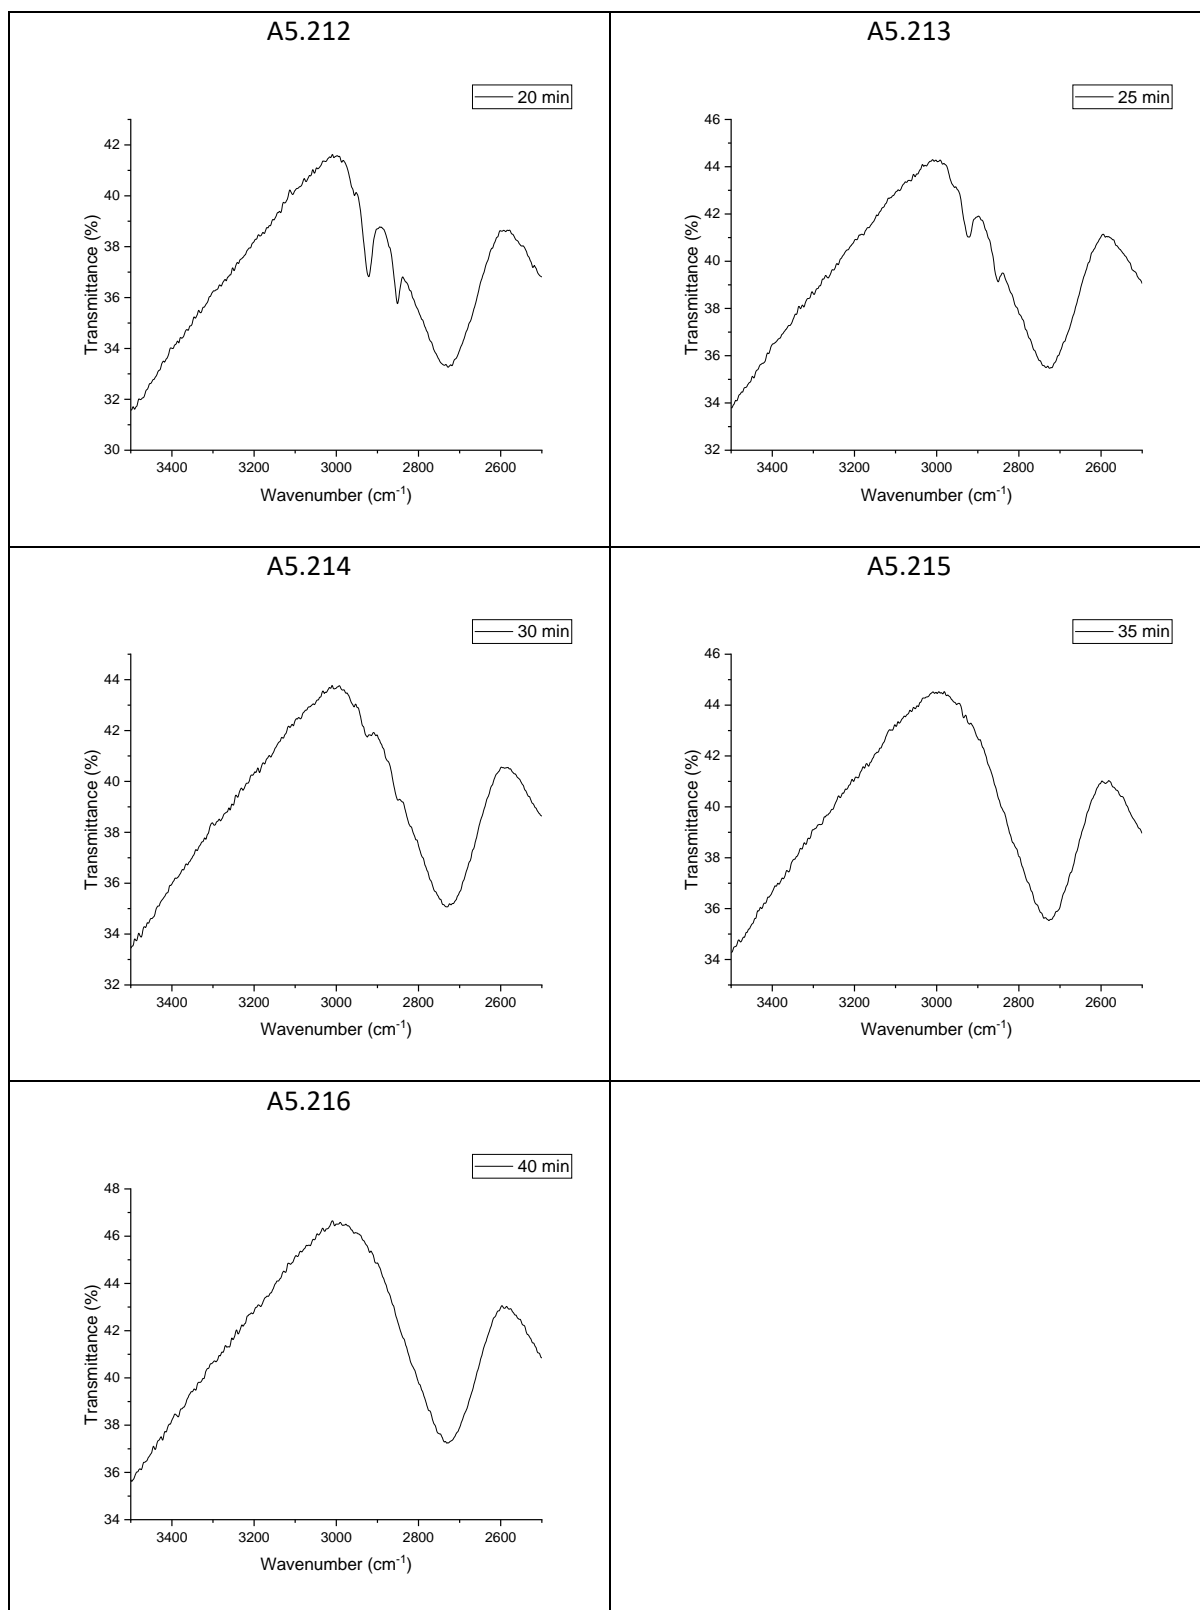 A5.212
20 min
42
40
38
36
34
32
30
Transmittance (%)
3400 3200 3000 2800 2600
Wavenumber (cm⁻¹)
A5.213
25 min
46
44
42
40
38
36
34
32
Transmittance (%)
3400 3200 3000 2800 2600
Wavenumber (cm⁻¹)
A5.214
30 min
44
42
40
38
36
34
32
Transmittance (%)
3400 3200 3000 2800 2600
Wavenumber (cm⁻¹)
A5.215
35 min
46
44
42
40
38
36
34
Transmittance (%)
3400 3200 3000 2800 2600
Wavenumber (cm⁻¹)
A5.216
40 min
48
46
44
42
40
38
36
34
Transmittance (%)
3400 3200 3000 2800 2600
Wavenumber (cm⁻¹)